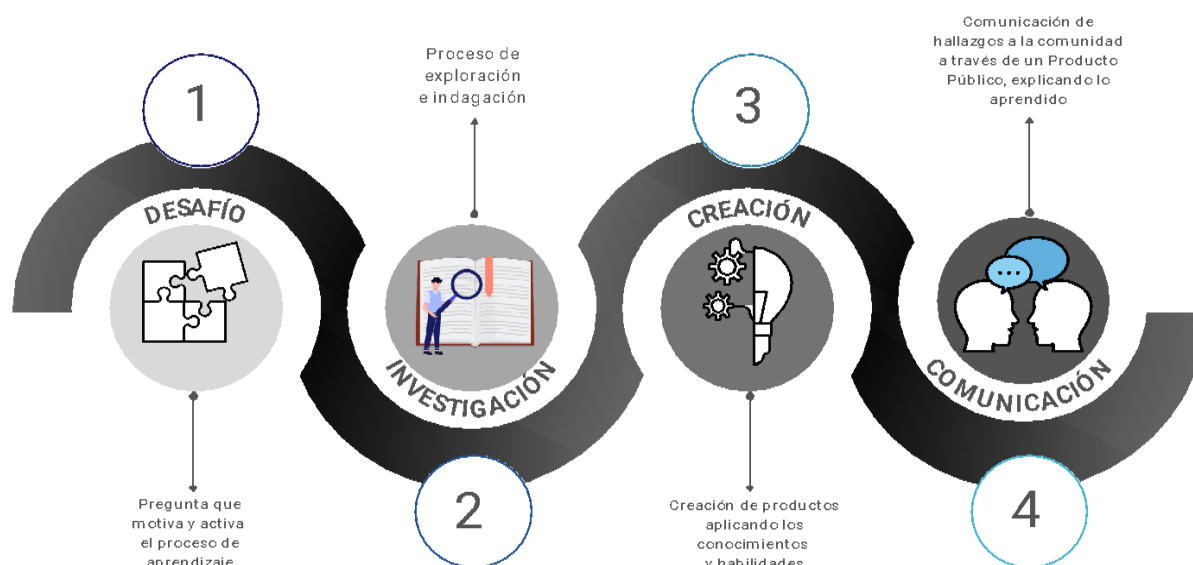 1
DESAFÍO
Pregunta que
motiva y activa
el proceso de
aprendizaje
Proceso de
exploración
e indagación
INVESTIGACIÓN
2
3
CREACIÓN
Creación de productos
aplicando los
conocimientos
y habilidades
Comunicación de
hallazgos a la comunidad
a través de un Producto
Público, explicando lo
aprendido
COMUNICACIÓN
4